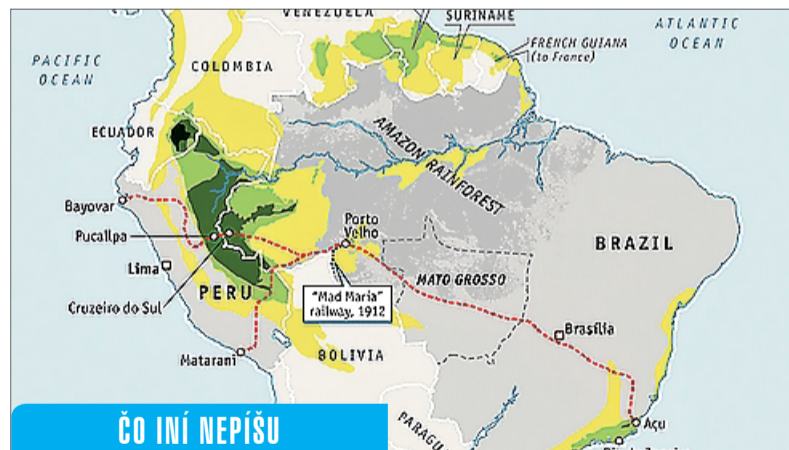 VENEZUELA
SURINAME
ATLANTIC
OCEAN
FRENCH GUIANA
(to France)
PACIFIC
OCEAN
COLOMBIA
ECUADOR
AMAZON RAINFOREST
Bayovar
Pucallpa
Porto
Velho
BRAZIL
Lima
PERU
MATO GROSSO
"Mad Maria"
railway, 1912
Cruzeiro do Sul
Brasília
Matarani
BOLIVIA
ČO INÍ NEPÍŠU
Açu